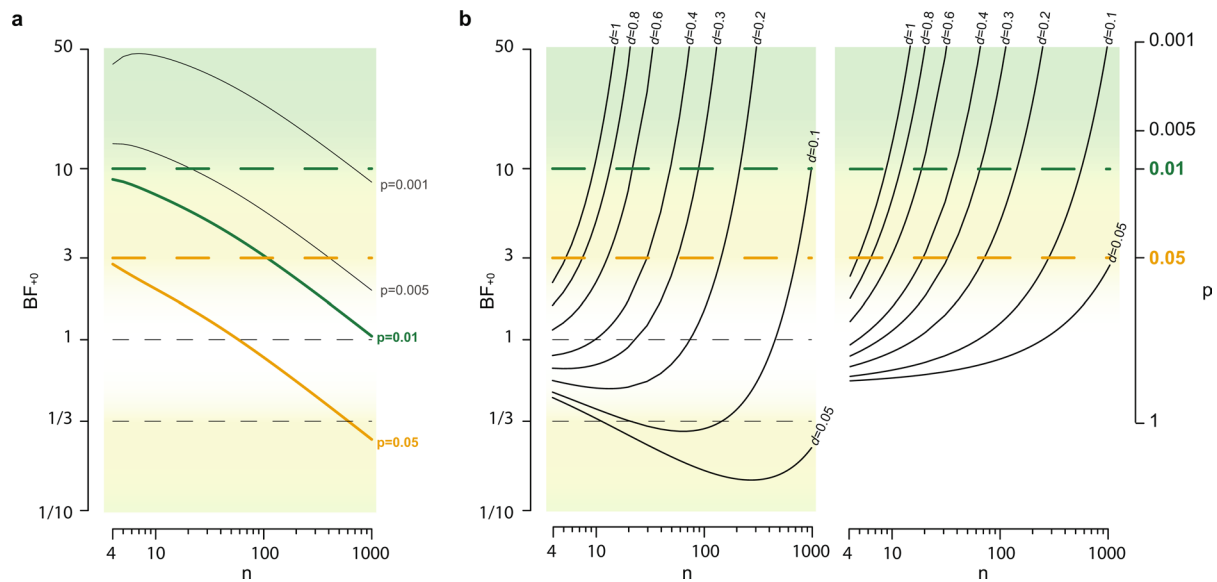 a
50
10
3
1
1/3
1/10
BF+0
p=0.001
p=0.005
p=0.01
p=0.05
4
10
100
1000
n
b
50
10
3
1
1/3
1/10
BF+0
d=1
d=0.8
d=0.6
d=0.4
d=0.3
d=0.2
d=0.1
d=0.05
4
10
100
1000
n
d=1
d=0.8
d=0.6
d=0.4
d=0.3
d=0.2
d=0.1
d=0.05
4
10
100
1000
n
0.001
0.005
0.01
0.05
1
p